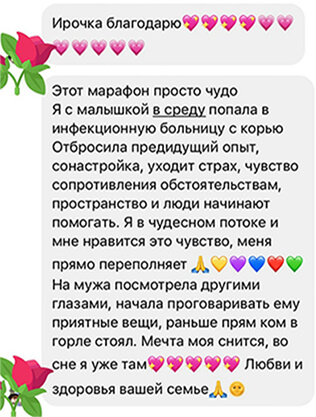 Ирочка благодарю💖💖💖💖💗💗
💗💗💗💗💗
Этот марафон просто чудо
Я с малышкой в среду попала в
инфекционную больницу с корью
Отбросила предидущий опыт,
сонастройка, уходит страх, чувство
сопротивления обстоятельствам,
пространство и люди начинают
помогать. Я в чудесном потоке и
мне нравится это чувство, меня
прямо переполняет 🙏💛💜💙❤️💚
На мужа посмотрела другими
глазами, начала проговаривать ему
приятные вещи, раньше прям ком в
горле стоял. Мечта моя снится, во
сне я уже там💖💖💖💖💖 Любви и
здоровья вашей семье🙏🌝